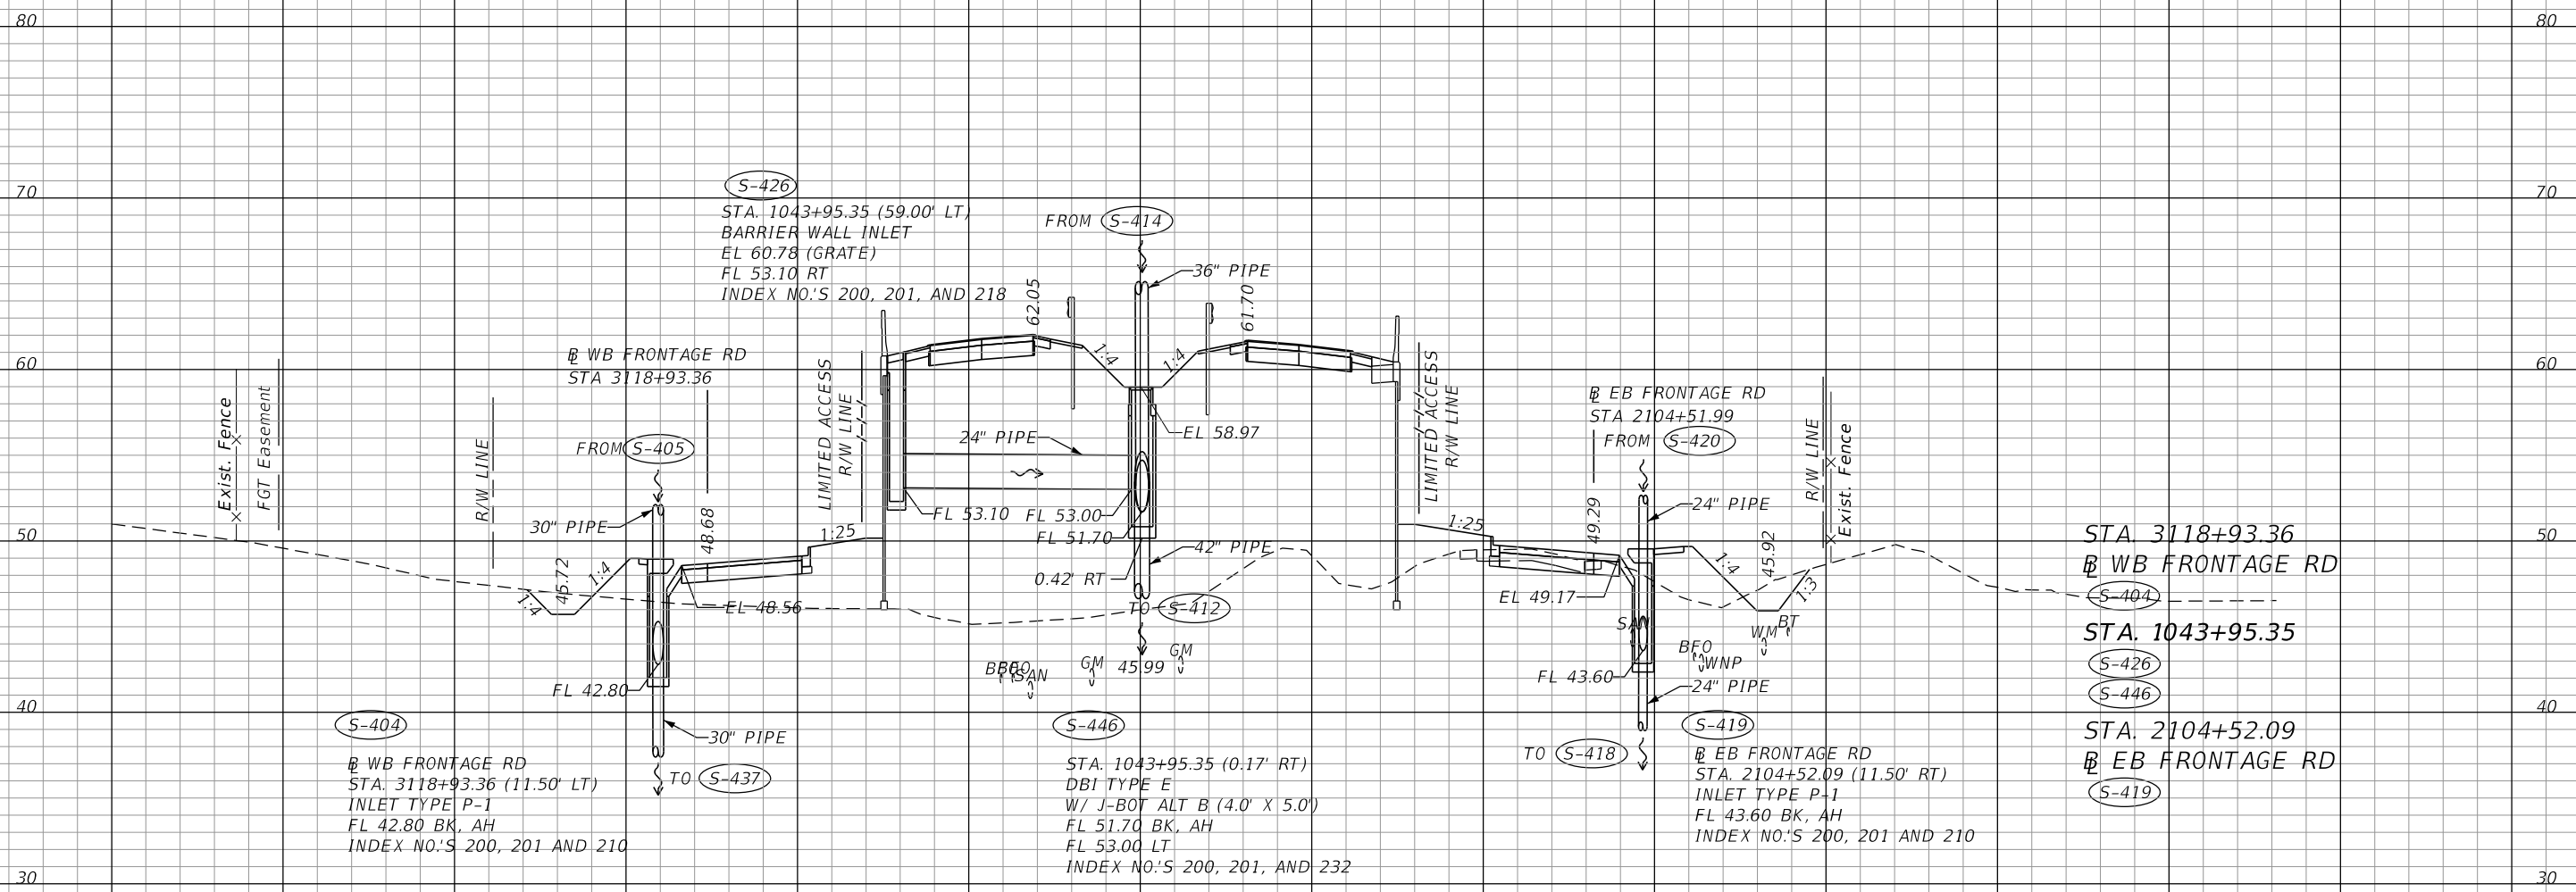 80
80
70
70
60
60
50
50
40
40
30
30
S-426
STA. 1043+95.35 (59.00' LT)
BARRIER WALL INLET
EL 60.78 (GRATE)
FL 53.10 RT
INDEX NO.'S 200, 201, AND 218
FROM S-414
36" PIPE
62.05
61.70
1:4
1:4
BL WB FRONTAGE RD
STA 3118+93.36
FROM S-405
30" PIPE
48.68
Exist. Fence
FGT Easement
R/W LINE
45.72
1:4
1:4
LIMITED ACCESS
R/W LINE
1:25
24" PIPE
EL 58.97
FL 53.10
FL 53.00
FL 51.70
42" PIPE
0.42' RT
TO S-412
EL 48.56
FL 42.80
30" PIPE
TO S-437
GM
45.99
GM
SAN
LIMITED ACCESS
R/W LINE
1:25
BL EB FRONTAGE RD
STA 2104+51.99
FROM S-420
24" PIPE
49.29
EL 49.17
1:4
45.92
1:3
R/W LINE
Exist. Fence
SAN
BFO
WNP
WM
BT
FL 43.60
24" PIPE
TO S-418
S-404
BL WB FRONTAGE RD
STA. 3118+93.36 (11.50' LT)
INLET TYPE P-1
FL 42.80 BK, AH
INDEX NO.'S 200, 201 AND 210
S-446
STA. 1043+95.35 (0.17' RT)
DBI TYPE E
W/ J-BOT ALT B (4.0' X 5.0')
FL 51.70 BK, AH
FL 53.00 LT
INDEX NO.'S 200, 201, AND 232
S-419
BL EB FRONTAGE RD
STA. 2104+52.09 (11.50' RT)
INLET TYPE P-1
FL 43.60 BK, AH
INDEX NO.'S 200, 201 AND 210
STA. 3118+93.36
BL WB FRONTAGE RD
S-404
STA. 1043+95.35
S-426
S-446
STA. 2104+52.09
BL EB FRONTAGE RD
S-419